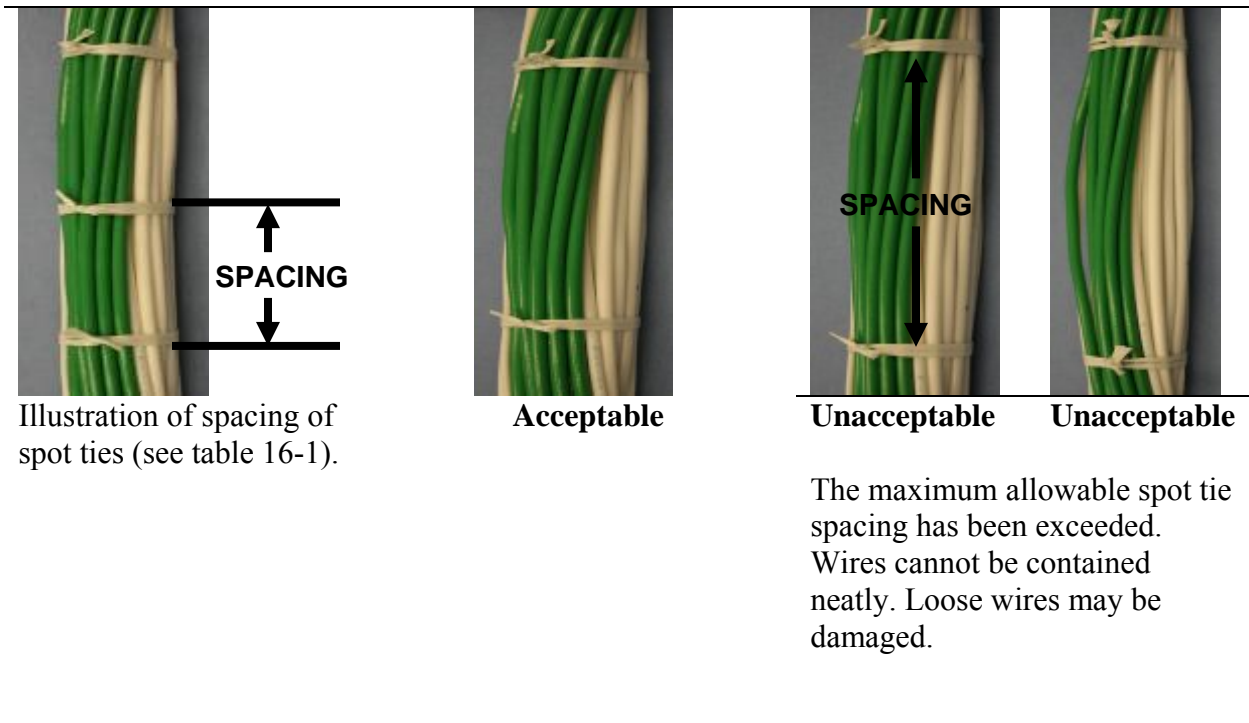 SPACING
Illustration of spacing of
spot ties (see table 16-1).
Acceptable
SPACING
Unacceptable
Unacceptable
The maximum allowable spot tie
spacing has been exceeded.
Wires cannot be contained
neatly. Loose wires may be
damaged.